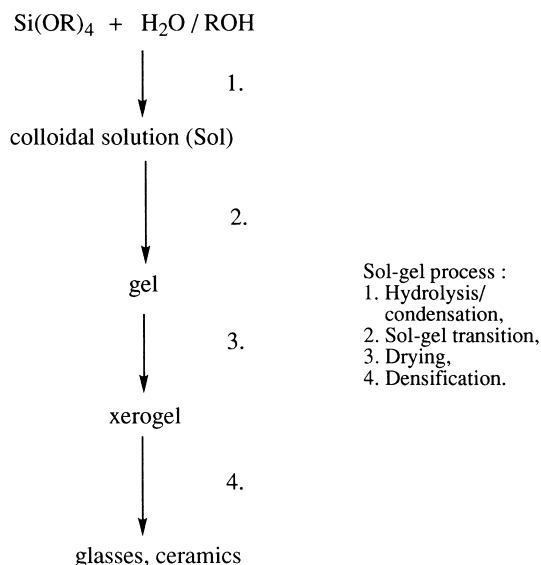 Si(OR)4 + H2O / ROH
1.
colloidal solution (Sol)
2.
gel
3.
xerogel
4.
glasses, ceramics
Sol-gel process :
1. Hydrolysis/
condensation,
2. Sol-gel transition,
3. Drying,
4. Densification.